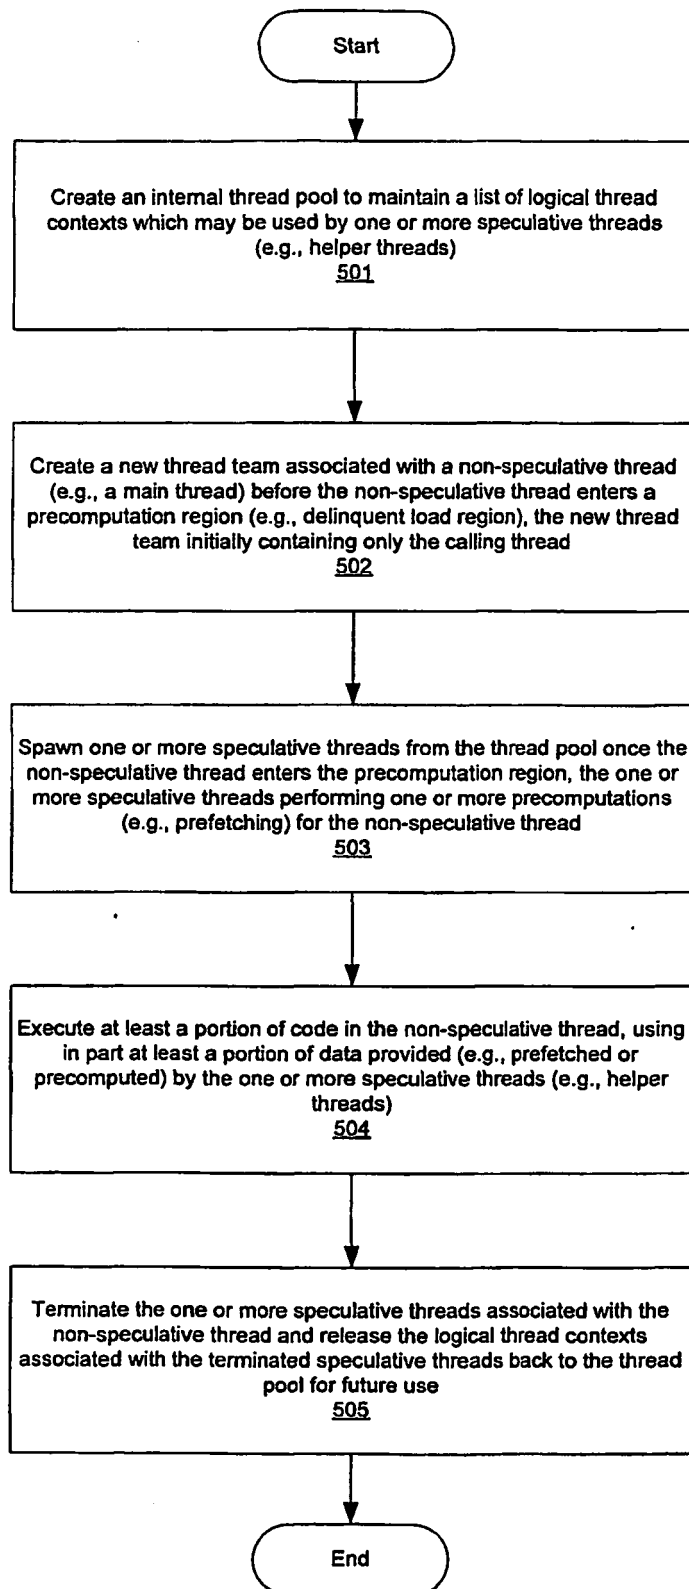 Start
Create an internal thread pool to maintain a list of logical thread
contexts which may be used by one or more speculative threads
(e.g., helper threads)
501
Create a new thread team associated with a non-speculative thread
(e.g., a main thread) before the non-speculative thread enters a
precomputation region (e.g., delinquent load region), the new thread
team initially containing only the calling thread
502
Spawn one or more speculative threads from the thread pool once the
non-speculative thread enters the precomputation region, the one or
more speculative threads performing one or more precomputations
(e.g., prefetching) for the non-speculative thread
503
Execute at least a portion of code in the non-speculative thread, using
in part at least a portion of data provided (e.g., prefetched or
precomputed) by the one or more speculative threads (e.g., helper
threads)
504
Terminate the one or more speculative threads associated with the
non-speculative thread and release the logical thread contexts
associated with the terminated speculative threads back to the thread
pool for future use
505
End